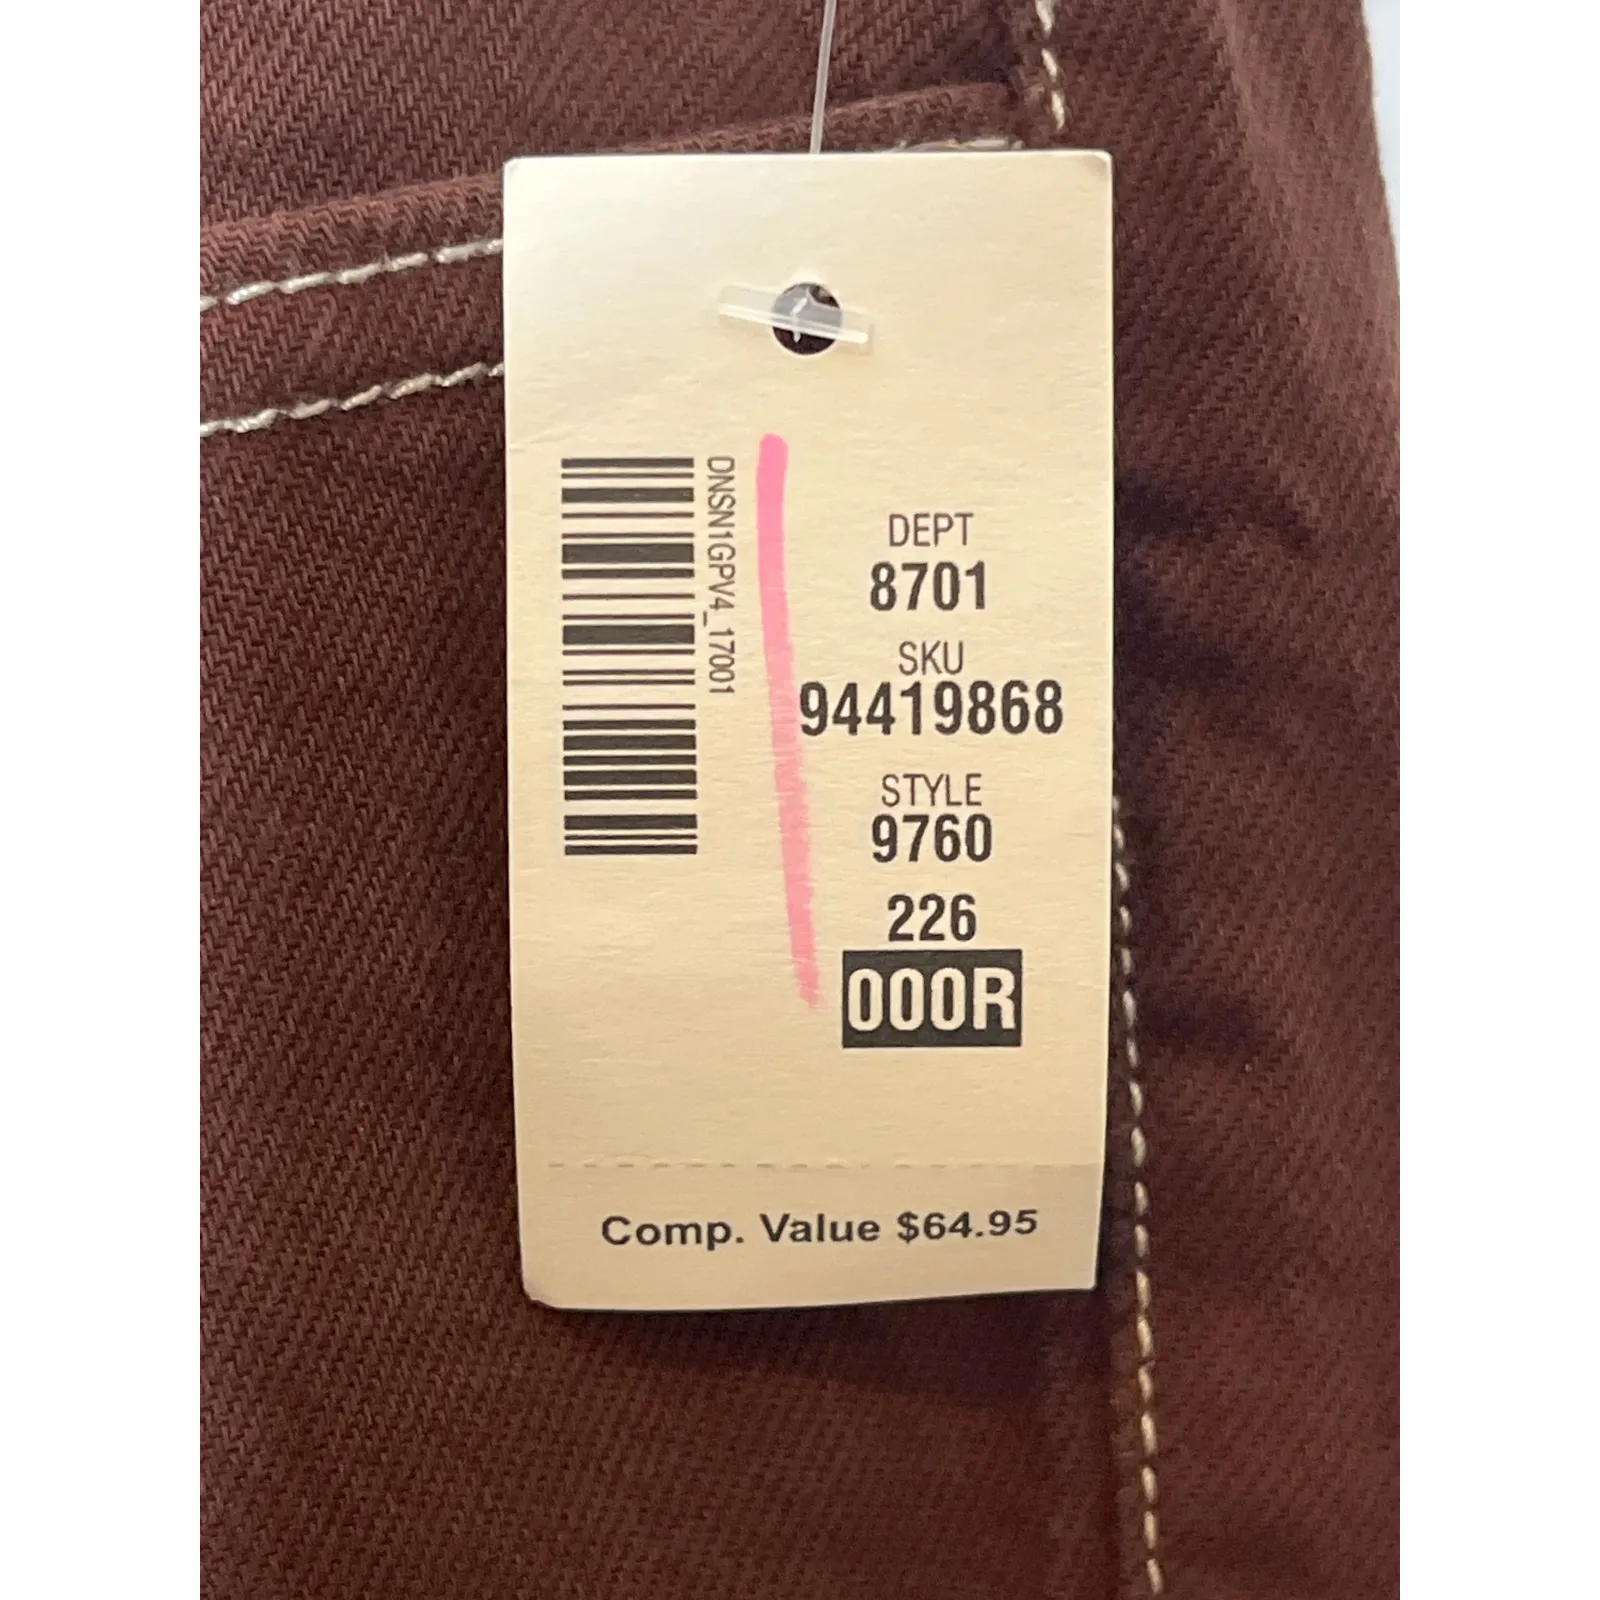 DNSN1GPV4_17001
DEPT
8701
SKU
94419868
STYLE
9760
226
000R
Comp. Value $64.95